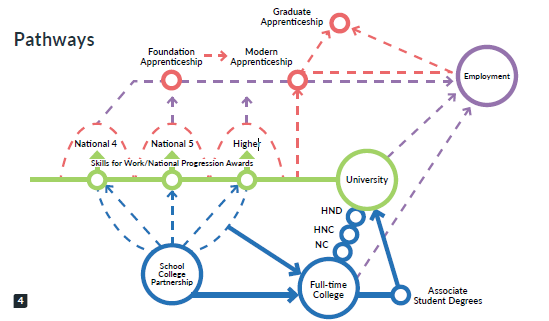 Pathways
Graduate
Apprenticeship
Foundation
Apprenticeship
Modern
Apprenticeship
Employment
National 4
National 5
Higher
Skills for Work/National Progression Awards
University
HND
HNC
NC
School
College
Partnership
Full-time
College
Associate
Student Degrees
4